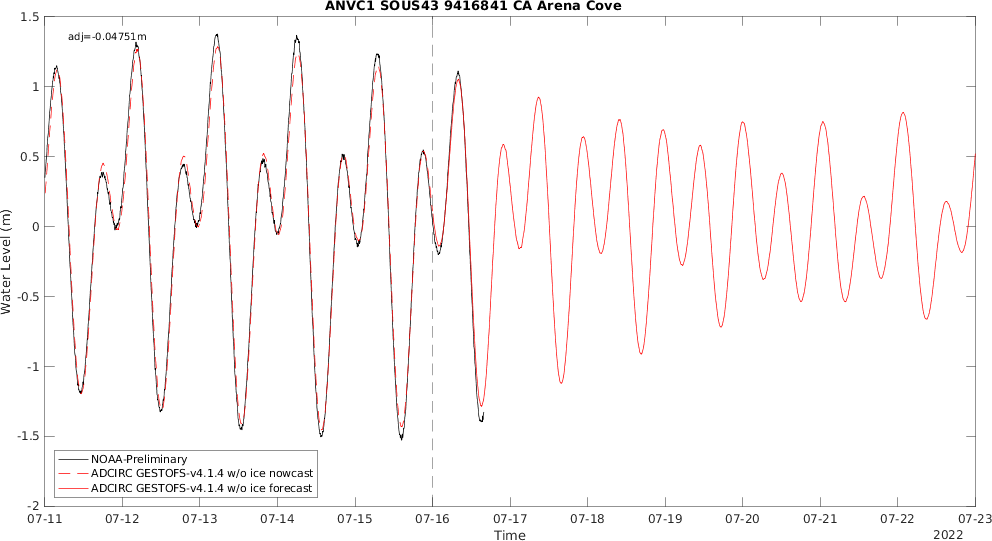 ANVC1 SOUS43 9416841 CA Arena Cove
adj=-0.04751m
1.5
1
0.5
0
-0.5
-1
-1.5
-2
Water Level (m)
NOAA-Preliminary
ADCIRC GESTOFS-v4.1.4 w/o ice nowcast
ADCIRC GESTOFS-v4.1.4 w/o ice forecast
07-11 07-12 07-13 07-14 07-15 07-16 07-17 07-18 07-19 07-20 07-21 07-22 07-23
Time
2022